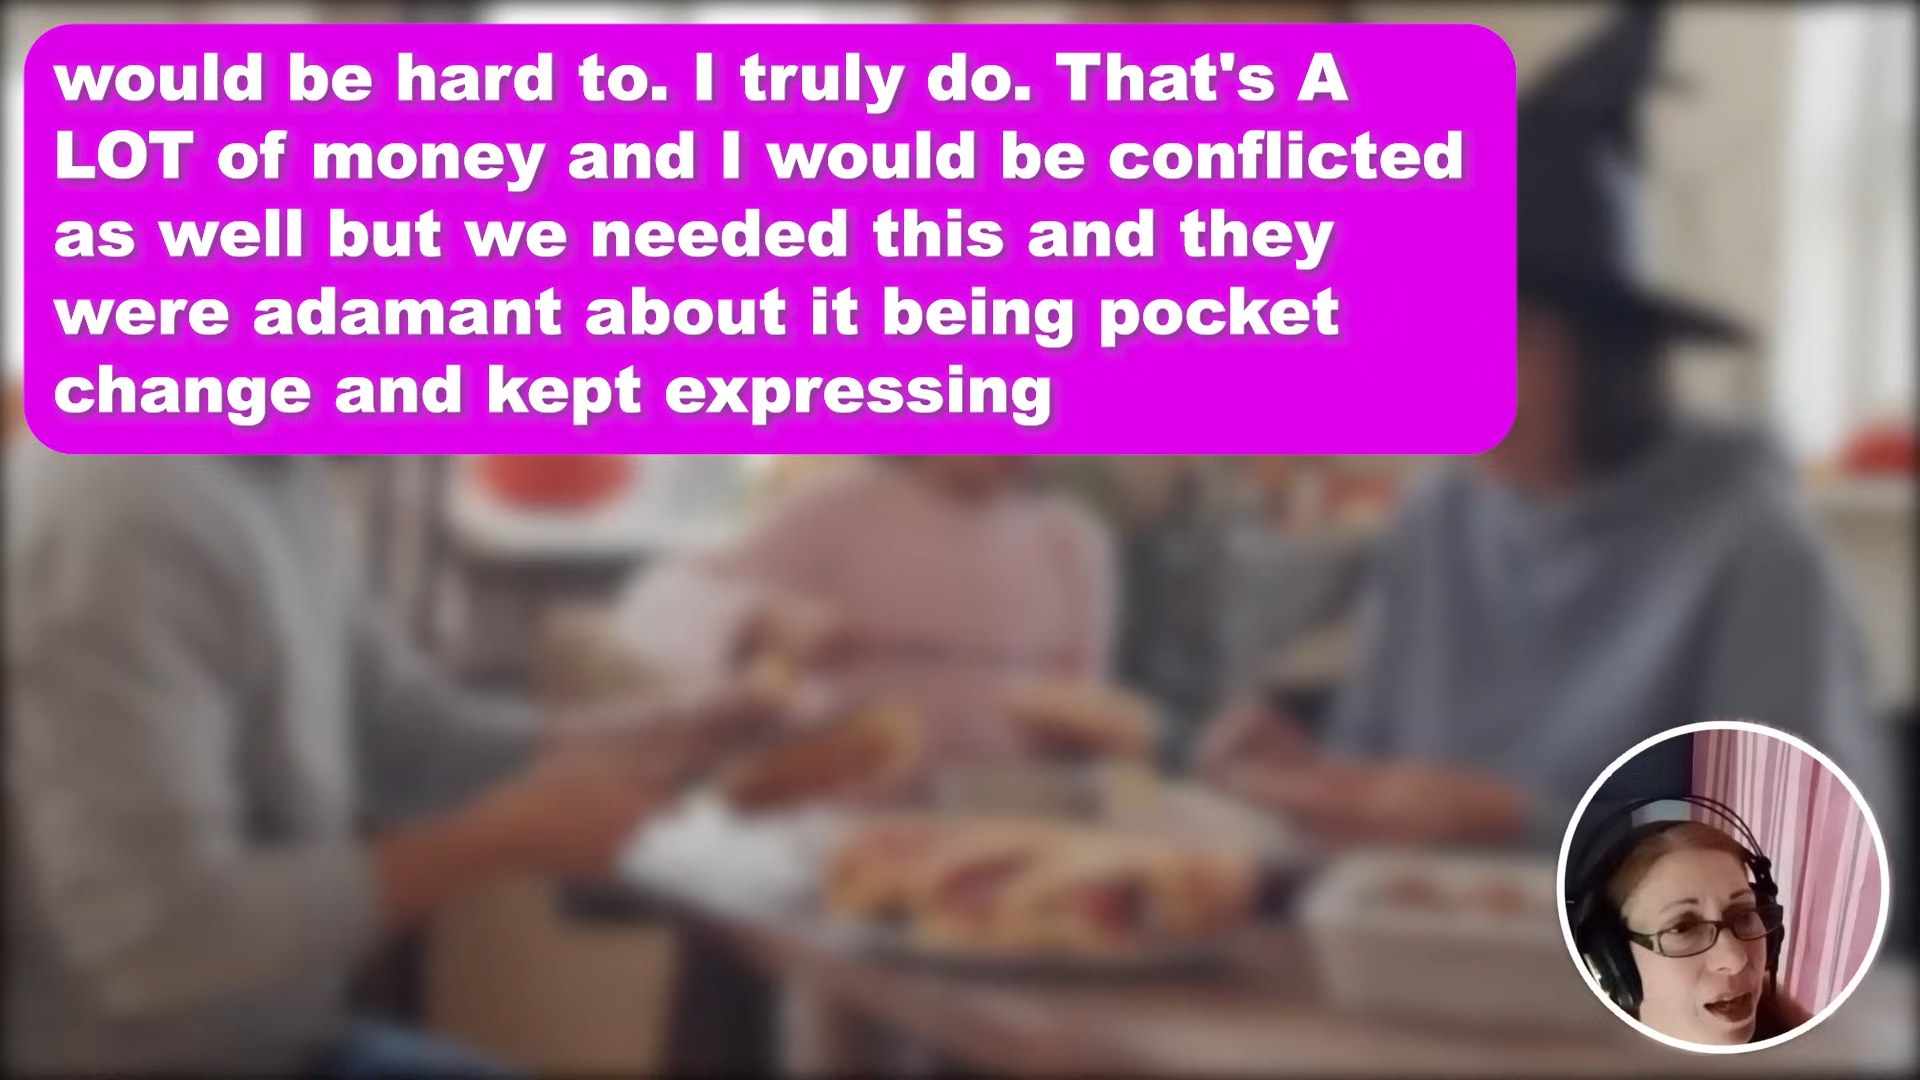 would be hard to. I truly do. That's A
LOT of money and I would be conflicted
as well but we needed this and they
were adamant about it being pocket
change and kept expressing